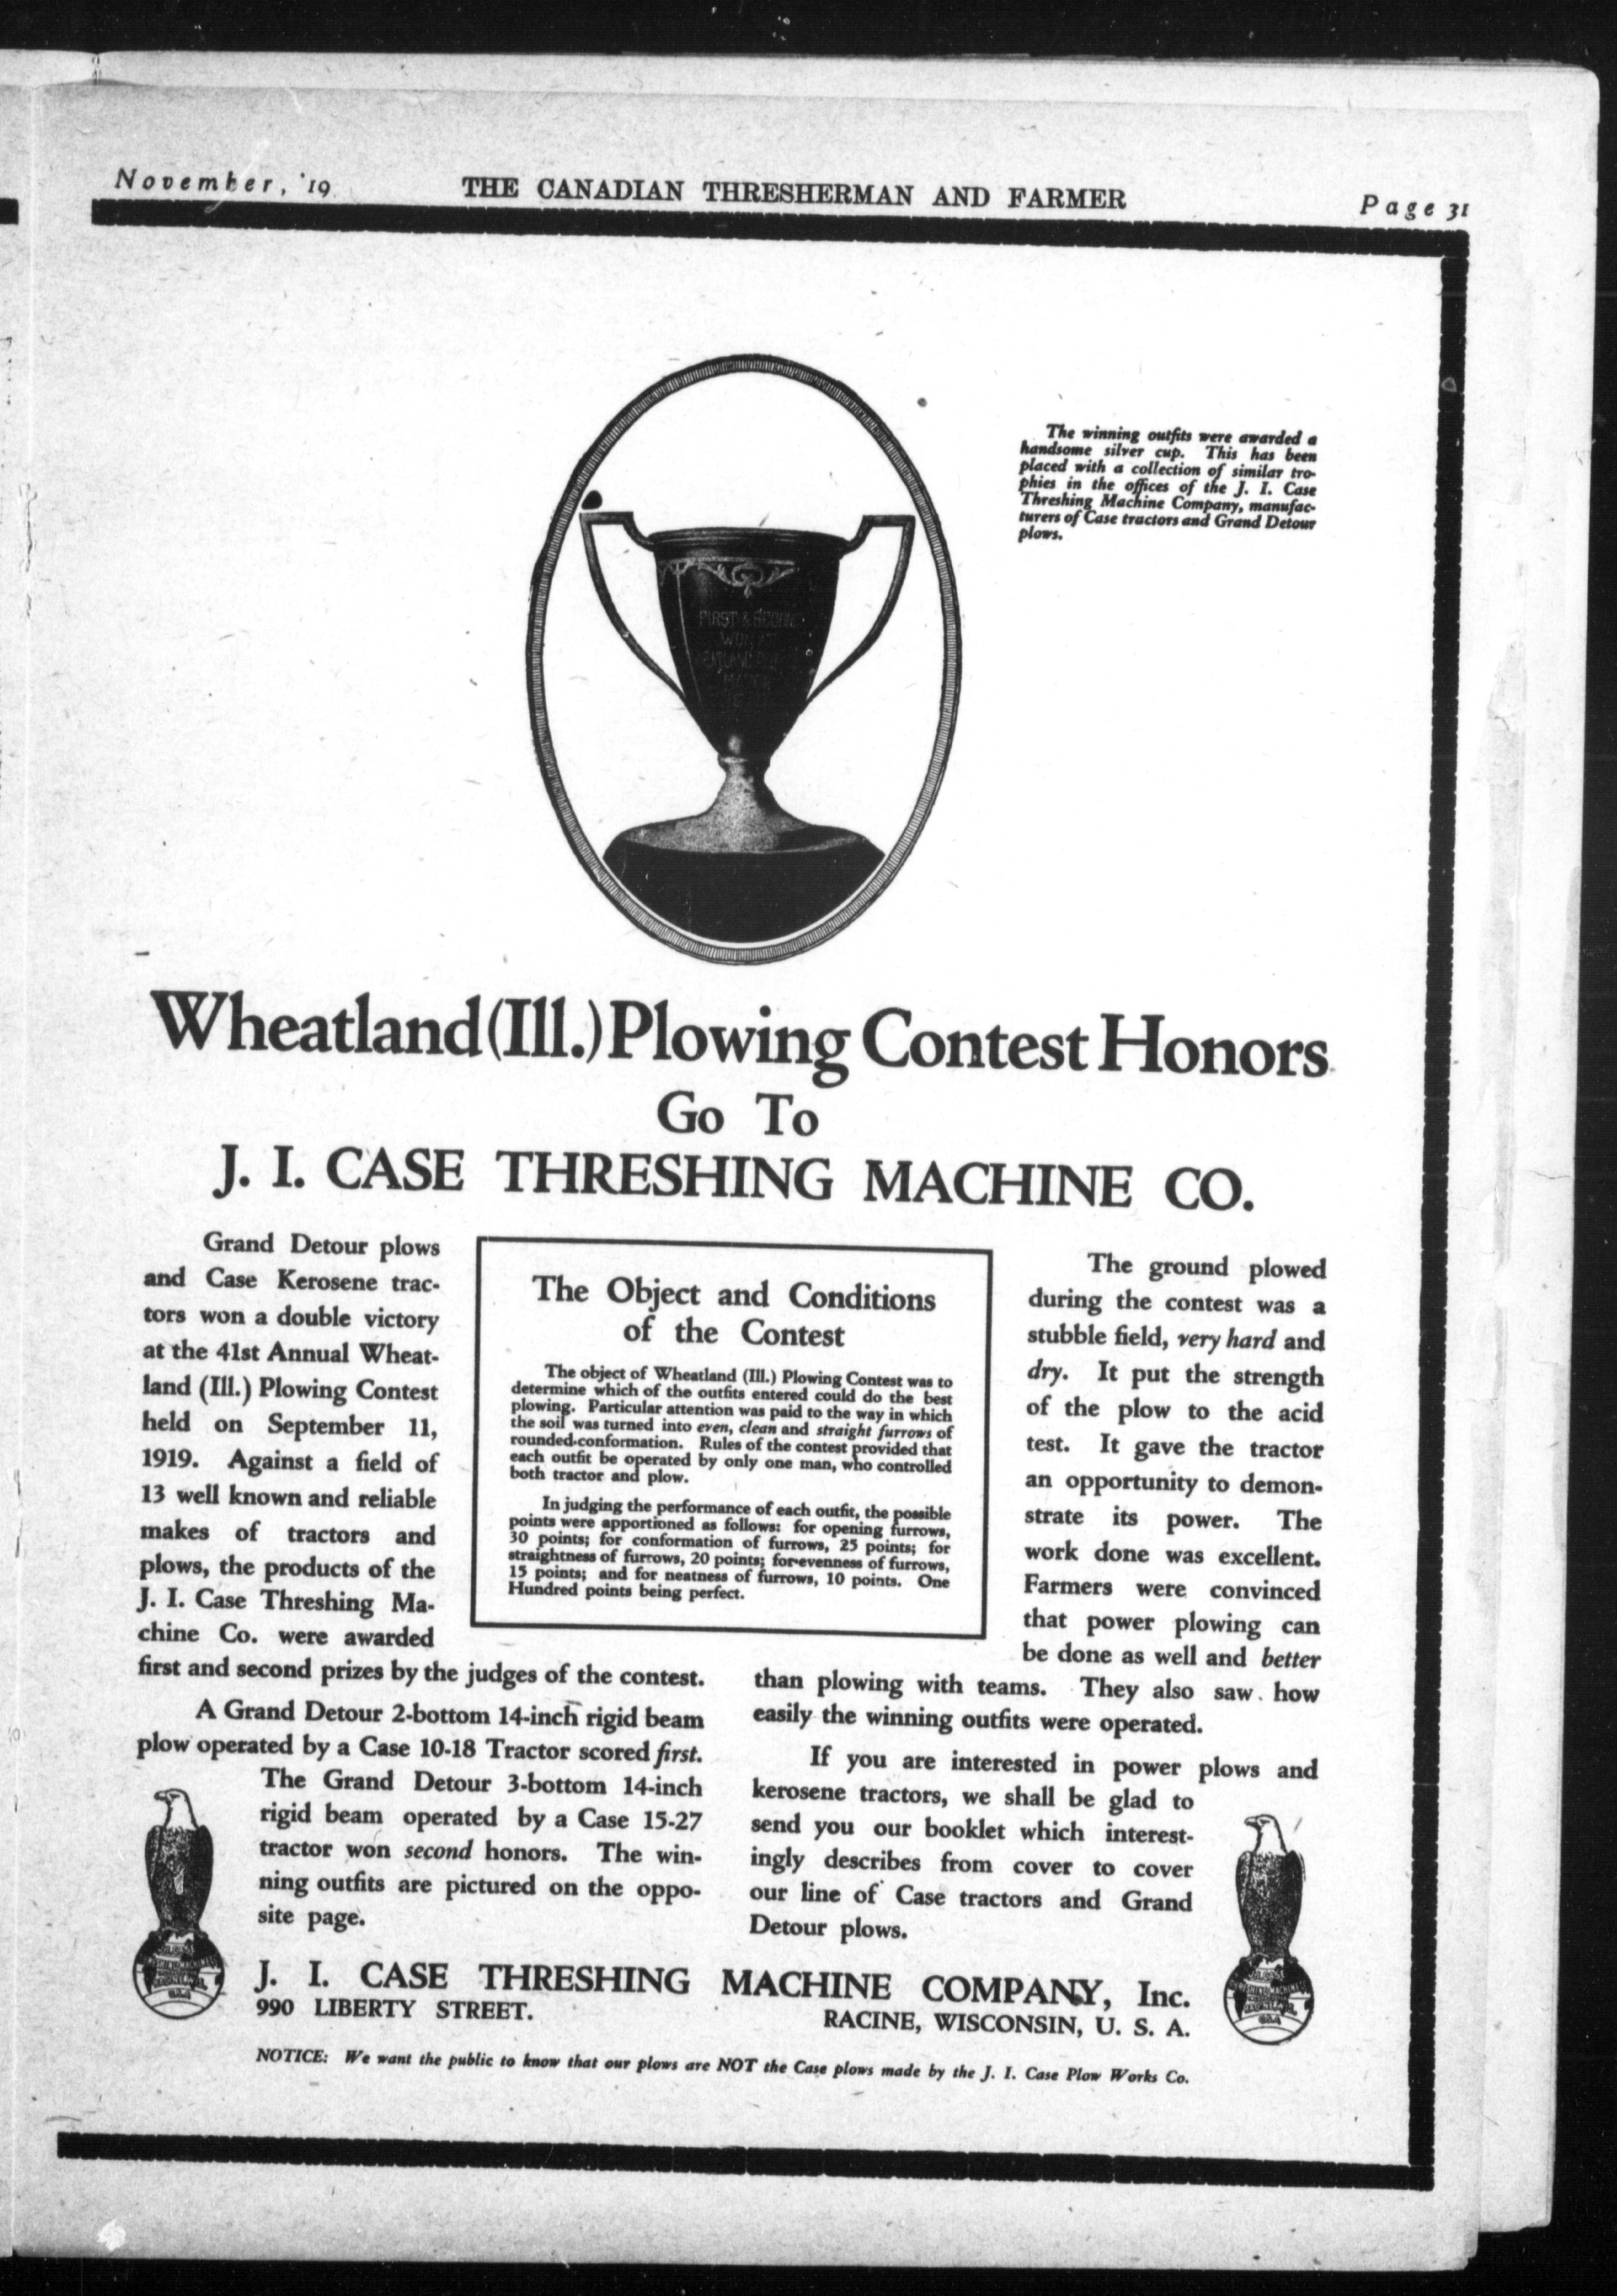 November, '19
THE CANADIAN THRESHERMAN AND FARMER
Page 31
The winning outfits were awarded a
handsome silver cup. This has been
placed with a collection of similar tro-
phies in the offices of the J. I. Case
Threshing Machine Company, manufac-
turers of Case tractors and Grand Detour
plows.
FIRST & SECOND
WON AT
MATCH
Wheatland (Ill.) Plowing Contest Honors
Go To
J. I. CASE THRESHING MACHINE CO.
Grand Detour plows
and Case Kerosene trac-
tors won a double victory
at the 41st Annual Wheat-
land (Ill.) Plowing Contest
held on September 11,
1919. Against a field of
13 well known and reliable
makes of tractors and
plows, the products of the
J. I. Case Threshing Ma-
chine Co. were awarded
first and second prizes by the judges of the contest.
A Grand Detour 2-bottom 14-inch rigid beam
plow operated by a Case 10-18 Tractor scored first.
The Grand Detour 3-bottom 14-inch
rigid beam operated by a Case 15-27
tractor won second honors. The win-
ning outfits are pictured on the oppo-
site page.
The Object and Conditions
of the Contest
The object of Wheatland (Ill.) Plowing Contest was to
determine which of the outfits entered could do the best
plowing. Particular attention was paid to the way in which
the soil was turned into even, clean and straight furrows of
rounded conformation. Rules of the contest provided that
each outfit be operated by only one man, who controlled
both tractor and plow.
In judging the performance of each outfit, the possible
points were apportioned as follows: for opening furrows,
30 points; for conformation of furrows, 25 points; for
straightness of furrows, 20 points; for evenness of furrows,
15 points; and for neatness of furrows, 10 points. One
Hundred points being perfect.
The ground plowed
during the contest was a
stubble field, very hard and
dry. It put the strength
of the plow to the acid
test. It gave the tractor
an opportunity to demon-
strate its power. The
work done was excellent.
Farmers were convinced
that power plowing can
be done as well and better
than plowing with teams. They also saw how
easily the winning outfits were operated.
If you are interested in power plows and
kerosene tractors, we shall be glad to
send you our booklet which interest-
ingly describes from cover to cover
our line of Case tractors and Grand
Detour plows.
J. I. CASE THRESHING MACHINE COMPANY, Inc.
990 LIBERTY STREET.
RACINE, WISCONSIN, U. S. A.
NOTICE: We want the public to know that our plows are NOT the Case plows made by the J. I. Case Plow Works Co.